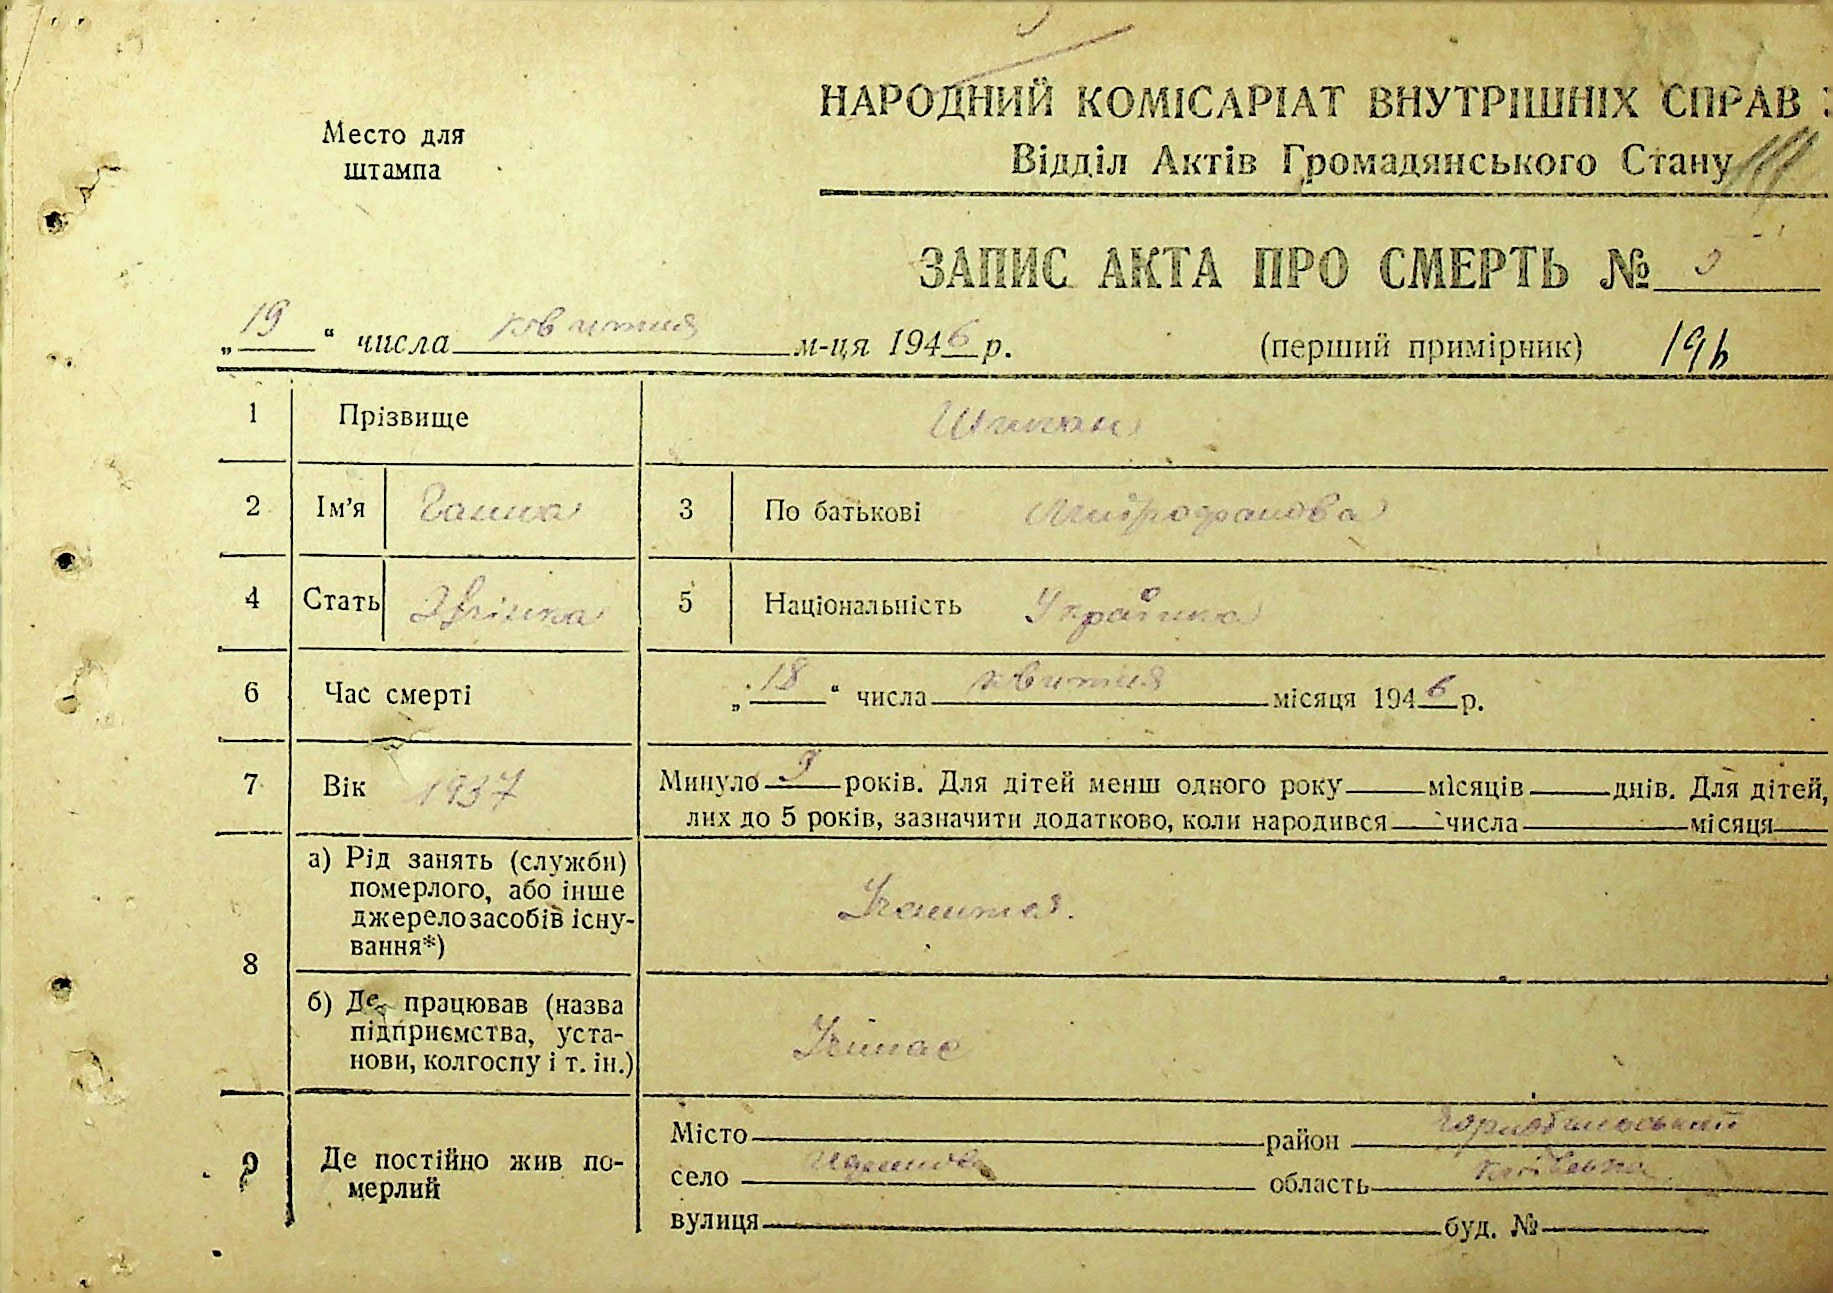 Место для
штампа
НАРОДНИЙ КОМІСАРІАТ ВНУТРІШНІХ СПРАВ
Відділ Актів Громадянського Стану
ЗАПИС АКТА ПРО СМЕРТЬ №
„19“ числа квитня м-ця 1946 р. (перший примірник)
1 Прізвище
2 Ім'я Ганна 3 По батькові Митрофанова
4 Стать Жінка 5 Національність Українка
6 Час смерті „18“ числа квитня місяця 1946 р.
7 Вік 1937 Минуло 9 років. Для дітей менш одного року місяців днів. Для дітей,
лих до 5 років, зазначити додатково, коли народився числа місяця
8 а) Рід занять (служби)
померлого, або інше
джерело засобів існу-
вання*)
б) Де працював (назва
підприємства, уста-
нови, колгоспу і т. ін.)
9 Де постійно жив по-
мерлий
Місто район
село область Київська
вулиця буд. №